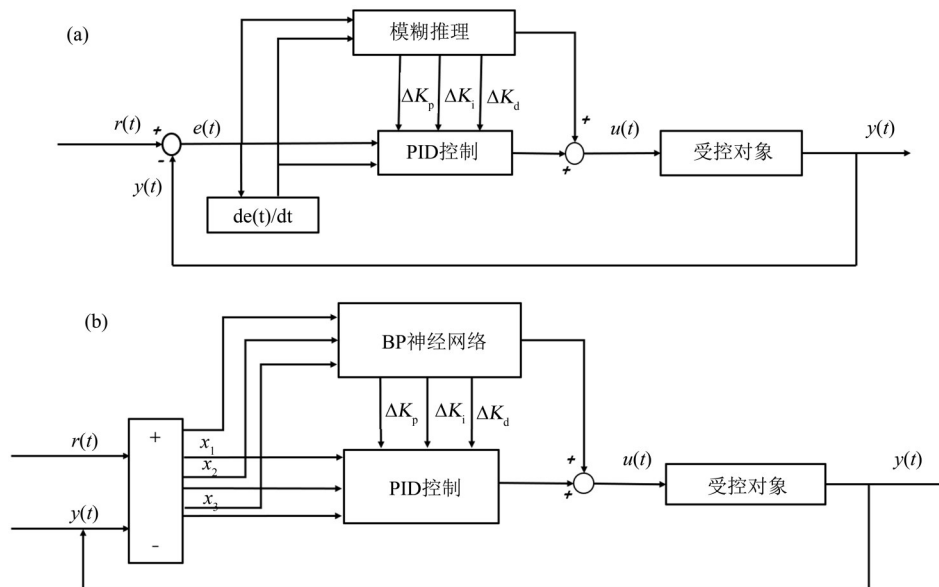 (a)
模糊推理
ΔKp ΔKi ΔKd
r(t) + e(t)
PID控制
+
+
u(t)
受控对象
y(t)
-
y(t)
de(t)/dt
(b)
BP神经网络
ΔKp ΔKi ΔKd
r(t)
+
x1
x2
x3
PID控制
+
+
u(t)
受控对象
y(t)
y(t)
-